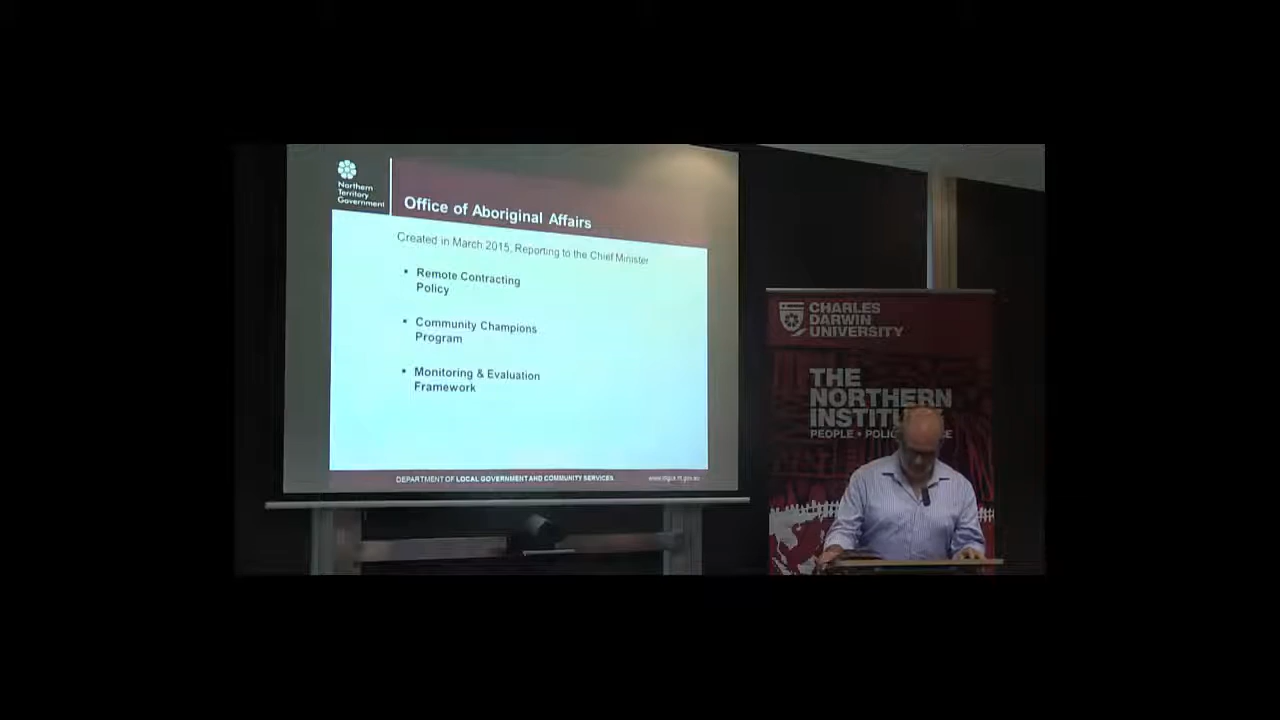 Northern
Territory
Government
Office of Aboriginal Affairs
Created in March 2015, Reporting to the Chief Minister
▪ Remote Contracting
Policy
▪ Community Champions
Program
▪ Monitoring & Evaluation
Framework
DEPARTMENT OF LOCAL GOVERNMENT AND COMMUNITY SERVICES
CHARLES
DARWIN
UNIVERSITY
THE
NORTHERN
PEOPLE •